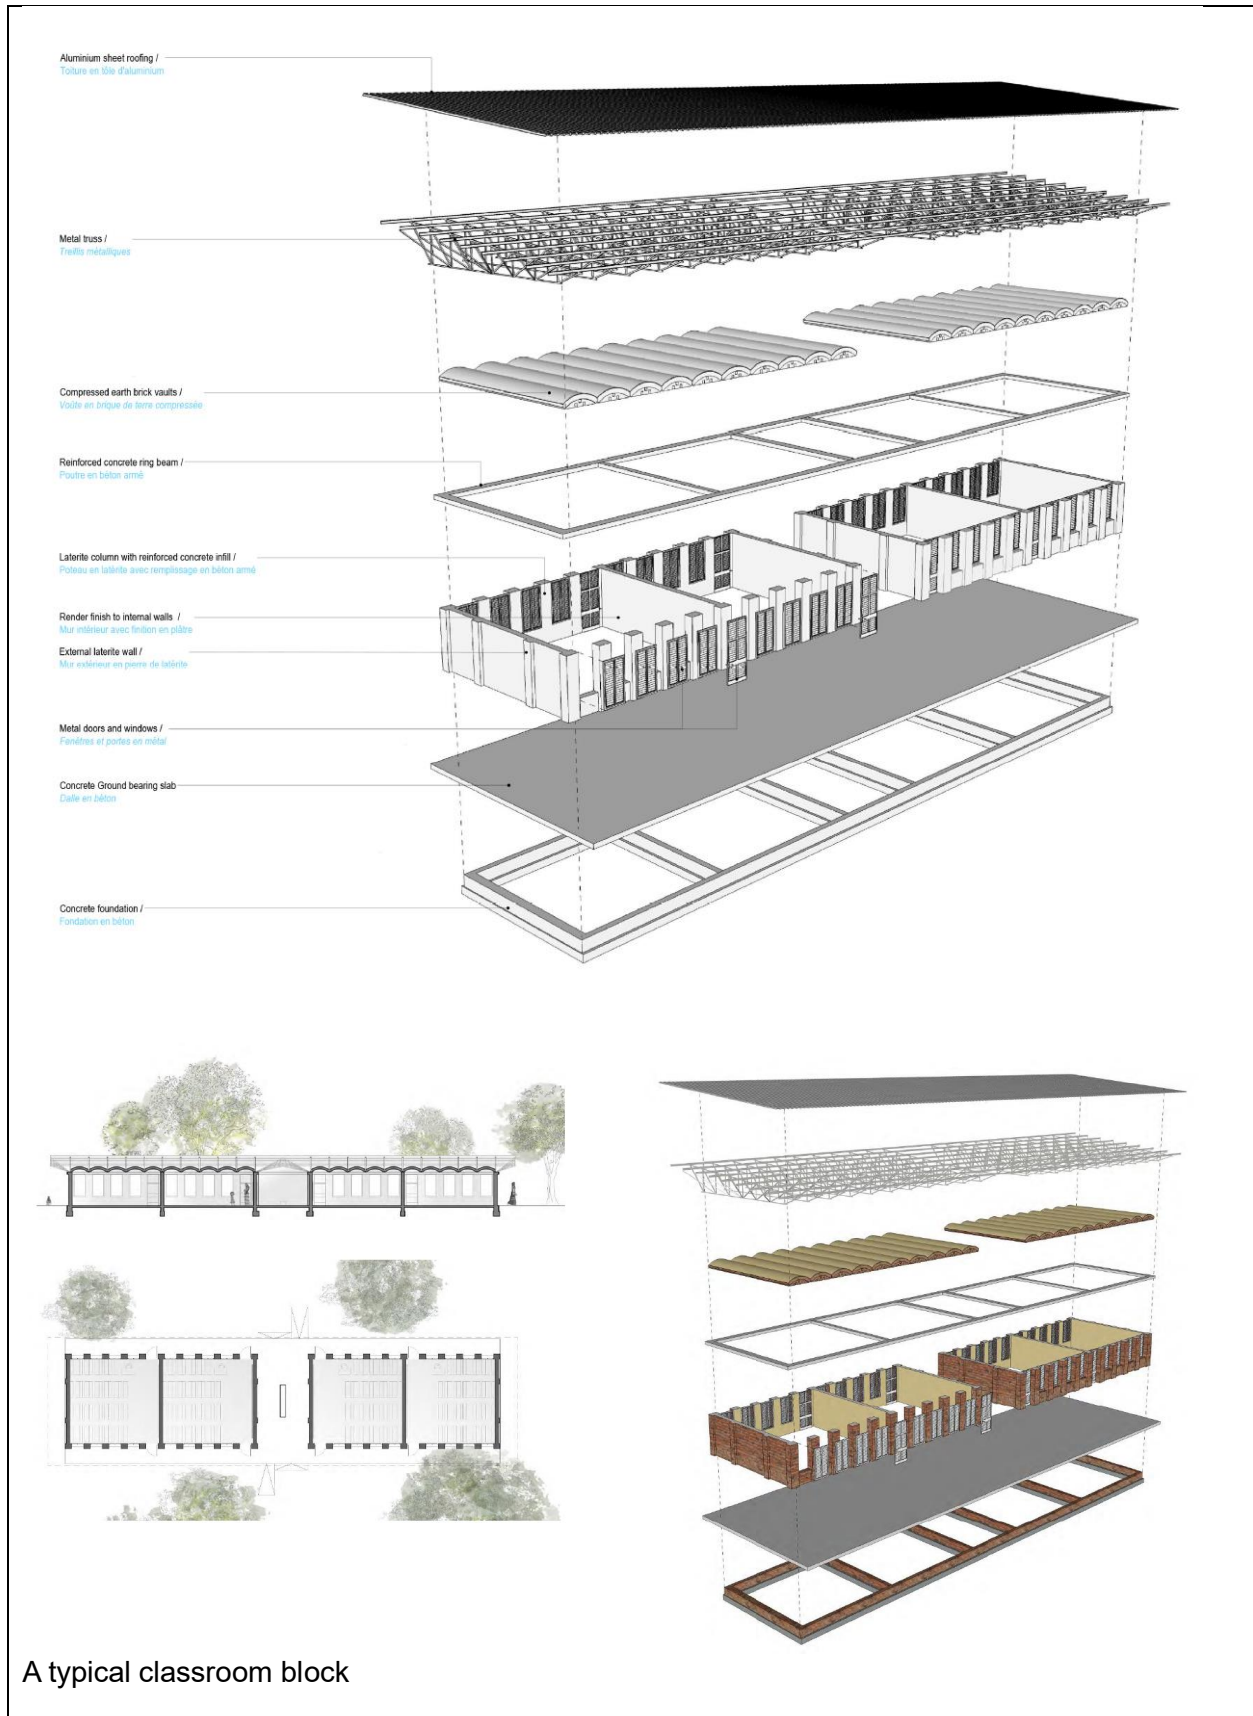 Aluminium sheet roofing /
Toiture en tôle d'aluminium
Metal truss /
Treillis métalliques
Compressed earth brick vaults /
Voûte en brique de terre compressée
Reinforced concrete ring beam /
Poutre en béton armé
Laterite column with reinforced concrete infill /
Poteau en latérite avec remplissage en béton armé
Render finish to internal walls /
Mur intérieur avec finition en plâtre
External laterite wall /
Mur extérieur en pierre de latérite
Metal doors and windows /
Fenêtres et portes en métal
Concrete Ground bearing slab
Dalle en béton
Concrete foundation /
Fondation en béton
A typical classroom block